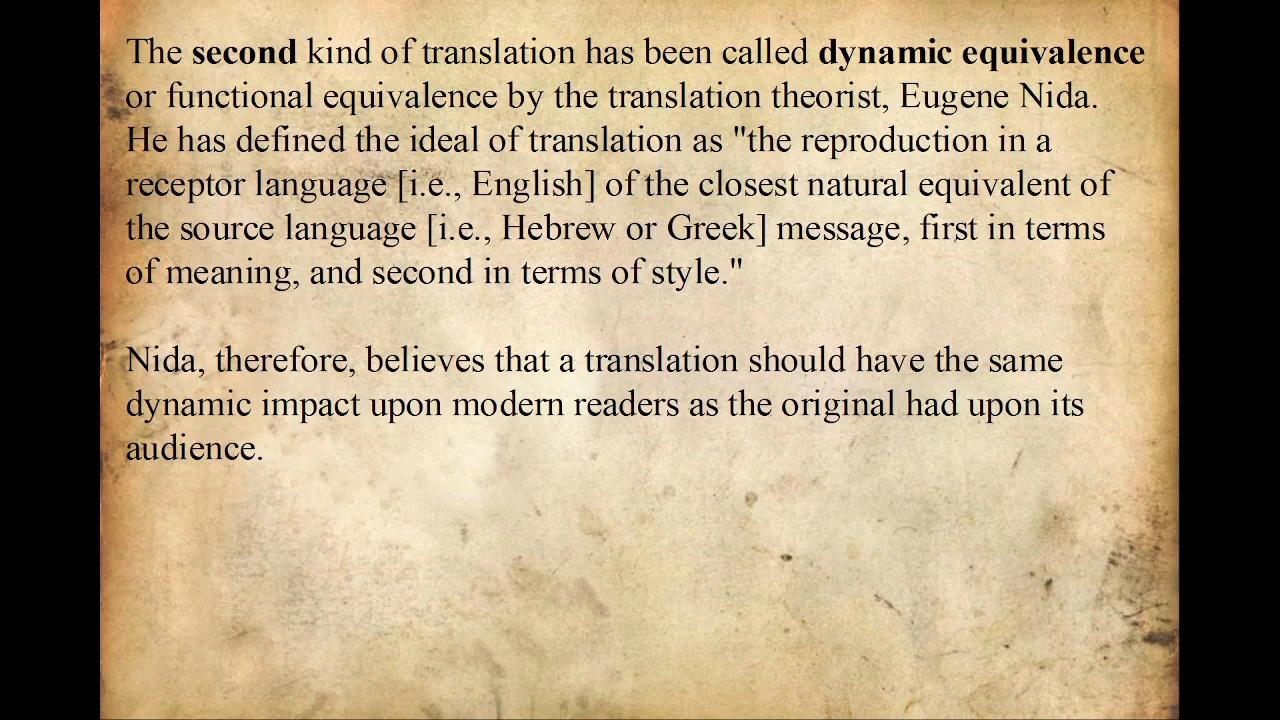 The second kind of translation has been called dynamic equivalence
or functional equivalence by the translation theorist, Eugene Nida.
He has defined the ideal of translation as "the reproduction in a
receptor language [i.e., English] of the closest natural equivalent of
the source language [i.e., Hebrew or Greek] message, first in terms
of meaning, and second in terms of style."
Nida, therefore, believes that a translation should have the same
dynamic impact upon modern readers as the original had upon its
audience.